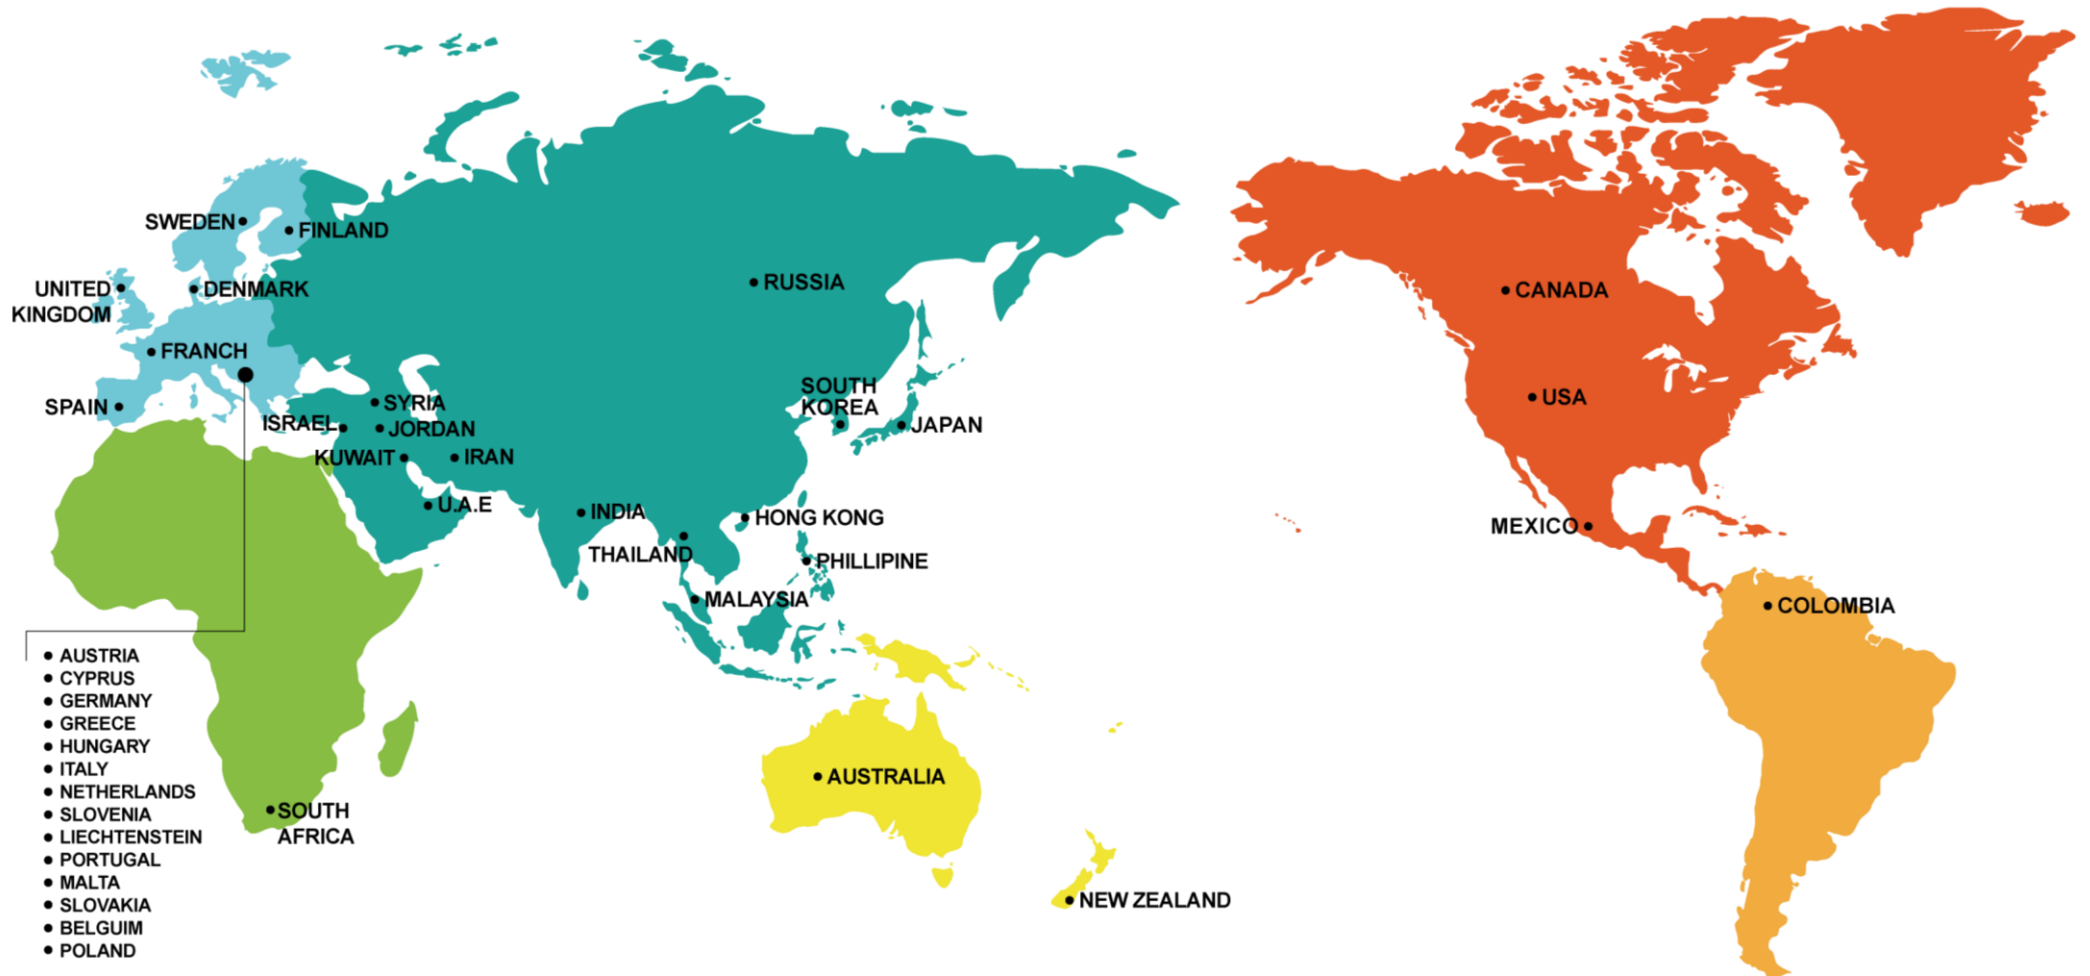 SWEDEN
FINLAND
UNITED
KINGDOM
DENMARK
FRANCH
SPAIN
RUSSIA
SYRIA
ISRAEL
JORDAN
KUWAIT
IRAN
U.A.E
INDIA
THAILAND
HONG KONG
PHILLIPINE
MALAYSIA
SOUTH
KOREA
JAPAN
CANADA
USA
MEXICO
COLOMBIA
AUSTRIA
CYPRUS
GERMANY
GREECE
HUNGARY
ITALY
NETHERLANDS
SLOVENIA
LIECHTENSTEIN
PORTUGAL
MALTA
SLOVAKIA
BELGUIM
POLAND
SOUTH
AFRICA
AUSTRALIA
NEW ZEALAND